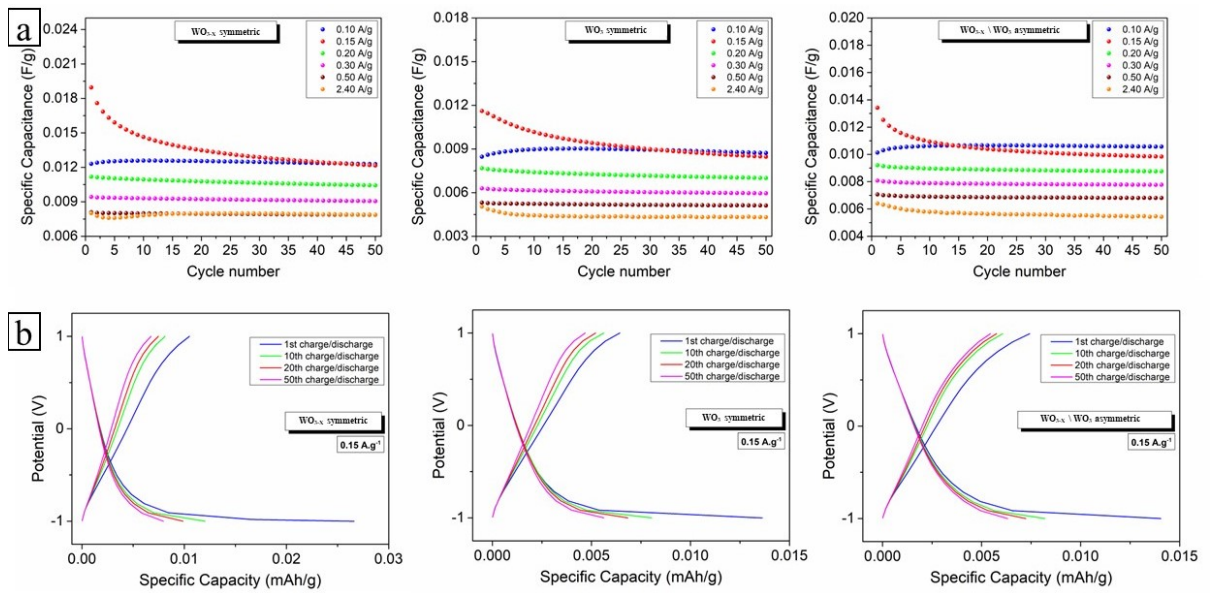 a
WO₃₋ₓ symmetric
0.10 A/g
0.15 A/g
0.20 A/g
0.30 A/g
0.50 A/g
2.40 A/g
Specific Capacitance (F/g)
0.024
0.021
0.018
0.015
0.012
0.009
0.006
0 5 10 15 20 25 30 35 40 45 50
Cycle number
WO₃ symmetric
0.10 A/g
0.15 A/g
0.20 A/g
0.30 A/g
0.50 A/g
2.40 A/g
Specific Capacitance (F/g)
0.018
0.015
0.012
0.009
0.006
0.003
0 5 10 15 20 25 30 35 40 45 50
Cycle number
WO₃₋ₓ \ WO₃ asymmetric
0.10 A/g
0.15 A/g
0.20 A/g
0.30 A/g
0.50 A/g
2.40 A/g
Specific Capacitance (F/g)
0.020
0.018
0.016
0.014
0.012
0.010
0.008
0.006
0.004
0 5 10 15 20 25 30 35 40 45 50
Cycle number
b
1st charge/discharge
10th charge/discharge
20th charge/discharge
50th charge/discharge
WO₃₋ₓ symmetric
0.15 A.g⁻¹
Potential (V)
1
0
-1
0.00 0.01 0.02 0.03
Specific Capacity (mAh/g)
1st charge/discharge
10th charge/discharge
20th charge/discharge
50th charge/discharge
WO₃ symmetric
0.15 A.g⁻¹
Potential (V)
1
0
-1
0.000 0.005 0.010 0.015
Specific Capacity (mAh/g)
1st charge/discharge
10th charge/discharge
20th charge/discharge
50th charge/discharge
WO₃₋ₓ \ WO₃ asymmetric
0.15 A.g⁻¹
Potential (V)
1
0
-1
0.000 0.005 0.010 0.015
Specific Capacity (mAh/g)